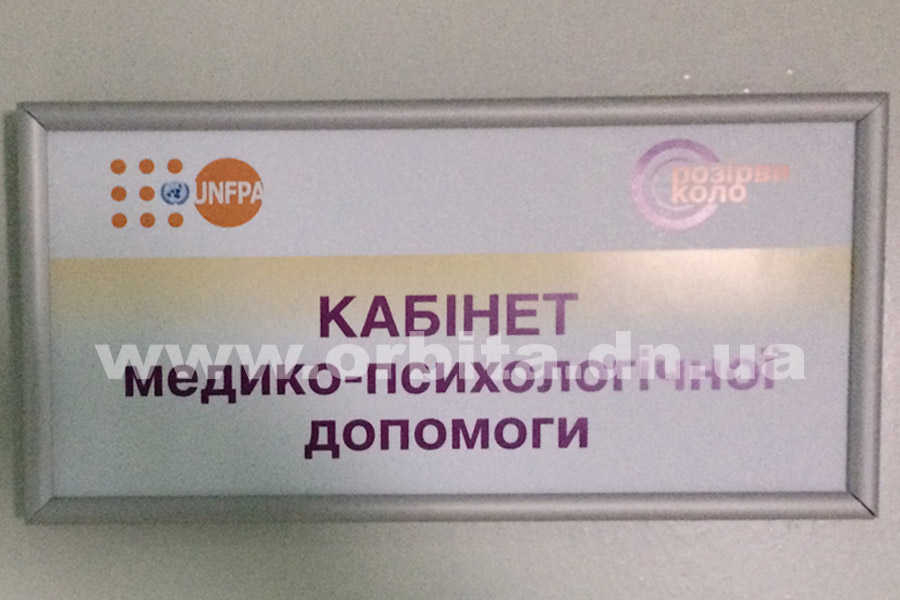 UNFPA
розірви
коло
КАБІНЕТ
медико-психологічної
допомоги
www.orbita.dn.ua